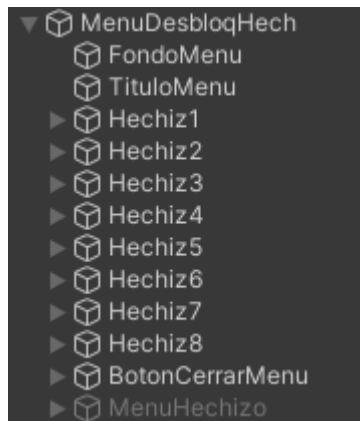 MenuDesbloqHech
FondoMenu
TituloMenu
Hechiz1
Hechiz2
Hechiz3
Hechiz4
Hechiz5
Hechiz6
Hechiz7
Hechiz8
BotonCerrarMenu
MenuHechizo